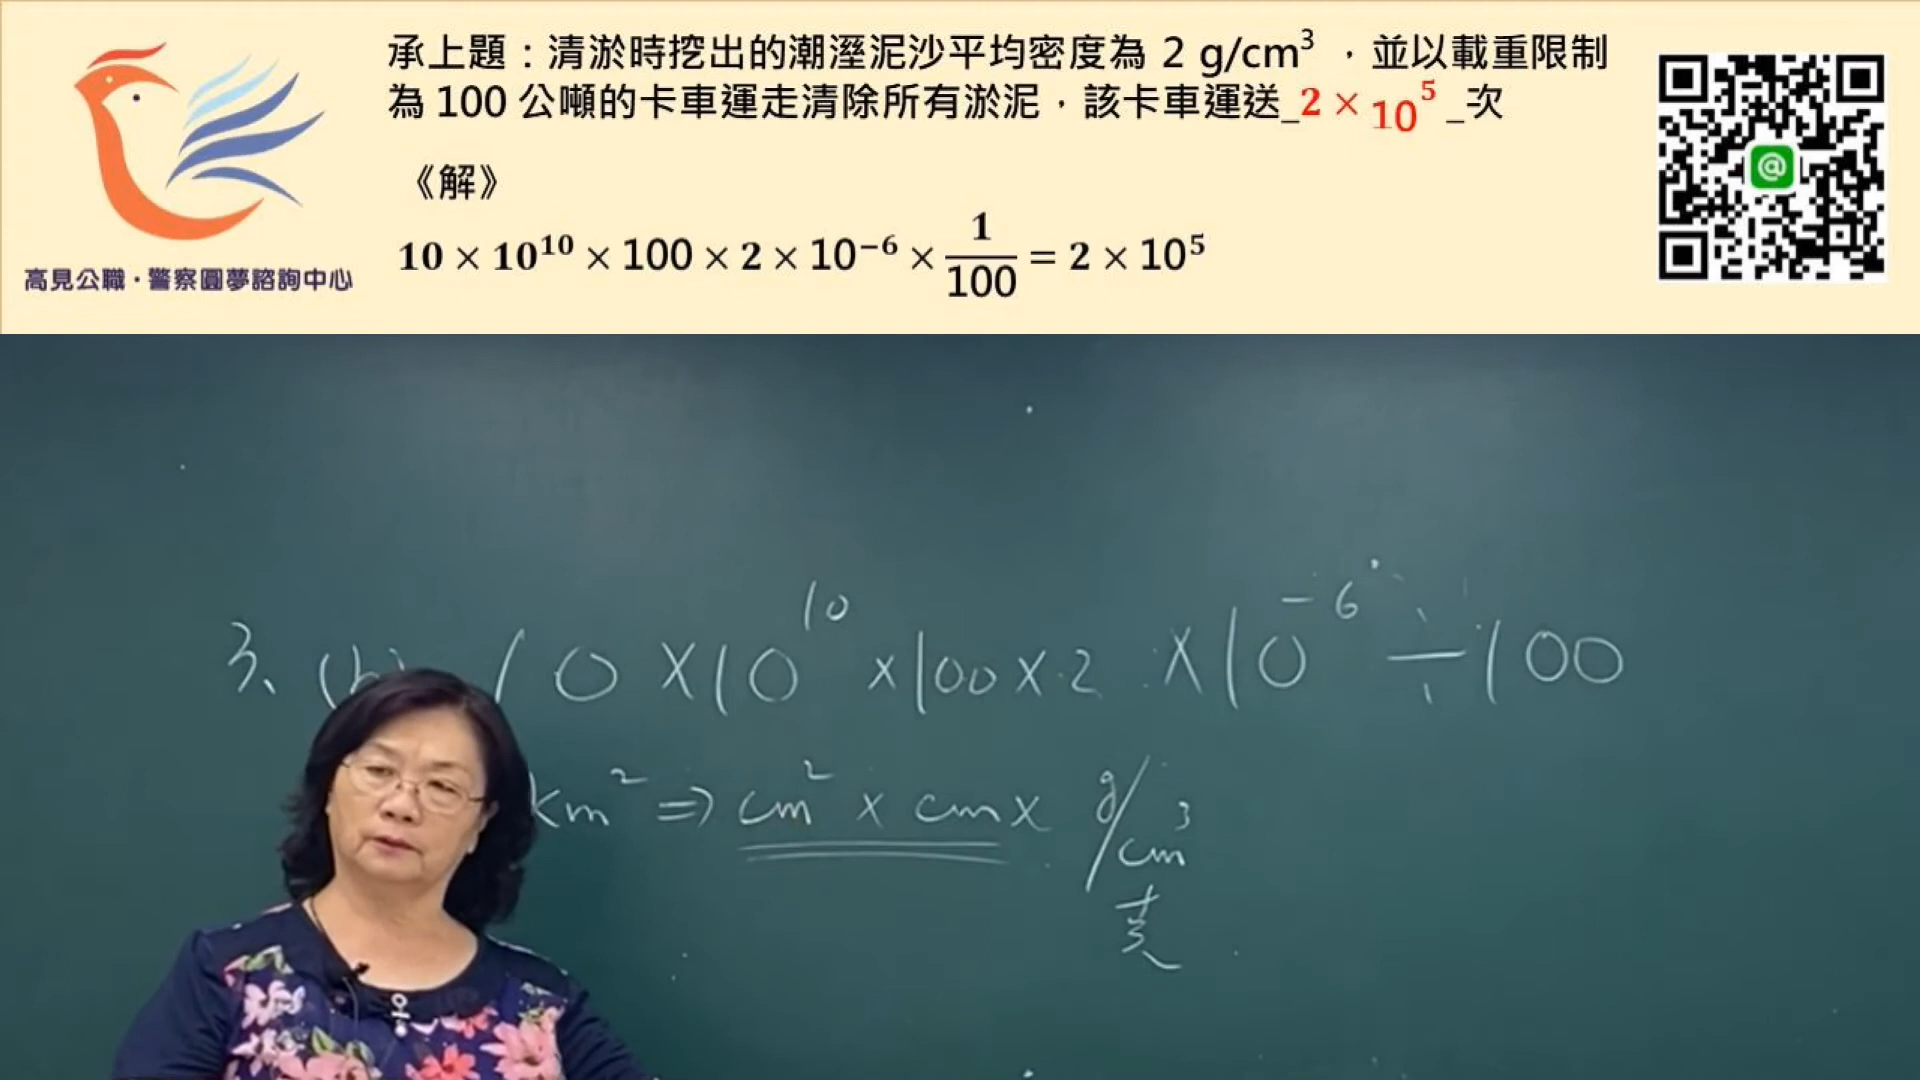 承上題：清淤時挖出的潮溼泥沙平均密度為 2 g/cm³ ，並以載重限制
為 100 公噸的卡車運走清除所有淤泥，該卡車運送_2 × 10⁵ _次
《解》
10 × 10¹⁰ × 100 × 2 × 10⁻⁶ × 1/100 = 2 × 10⁵
高見公職·警察圓夢諮詢中心
3、 10 × 10¹⁰ × 100 × 2 × 10⁻⁶ ÷ 100
km² ⇒ cm² × cm × g/cm³
克